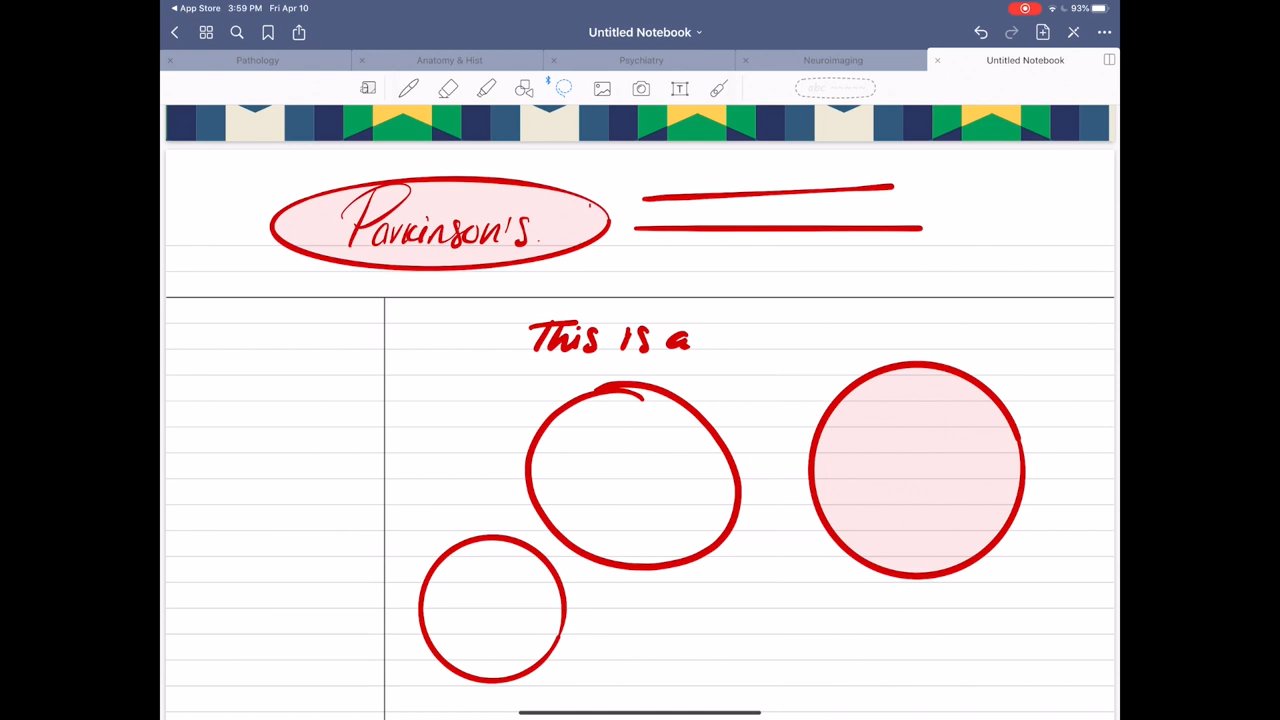 App Store 3:59 PM Fri Apr 10 93%
Untitled Notebook
Pathology Anatomy & Hist Psychiatry Neuroimaging Untitled Notebook
T abc
Parkinson's.
This is a